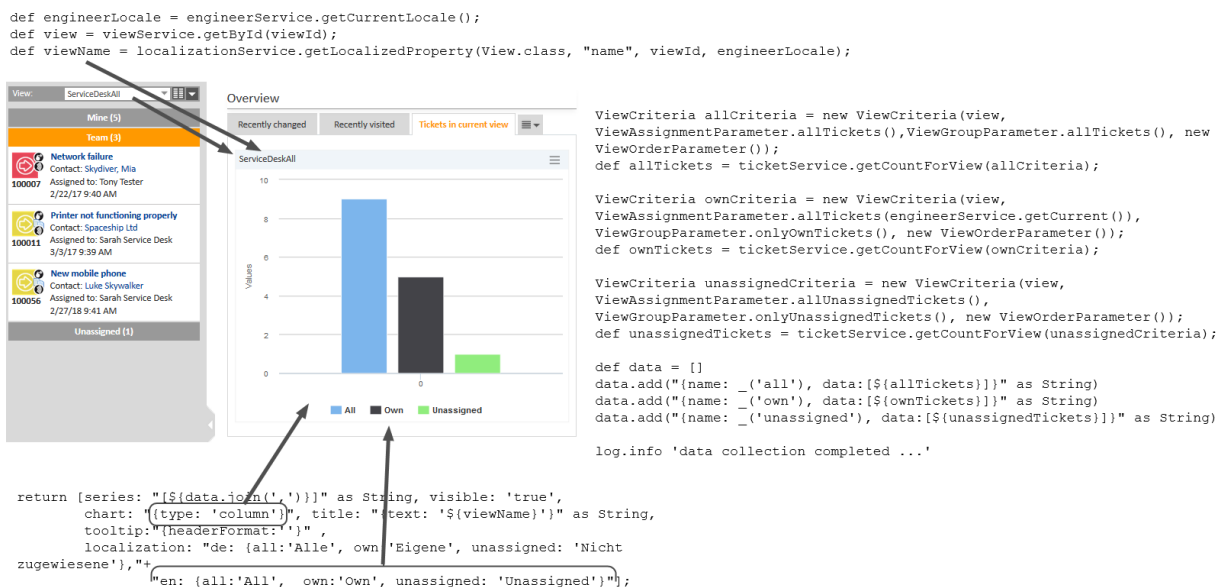 def engineerLocale = engineerService.getCurrentLocale();
def view = viewService.getById(viewId);
def viewName = localizationService.getLocalizedProperty(View.class, "name", viewId, engineerLocale);
View:
ServiceDeskAll
Mine (5)
Team (3)
Network failure
Contact: Skydiver, Mia
100007
Assigned to: Tony Tester
2/22/17 9:40 AM
Printer not functioning properly
Contact: Spaceship Ltd
100011
Assigned to: Sarah Service Desk
3/3/17 9:39 AM
New mobile phone
Contact: Luke Skywalker
100056
Assigned to: Sarah Service Desk
2/27/18 9:41 AM
Unassigned (1)
Overview
Recently changed
Recently visited
Tickets in current view
ServiceDeskAll
10
8
6
4
2
0
Values
0
All
Own
Unassigned
ViewCriteria allCriteria = new ViewCriteria(view,
ViewAssignmentParameter.allTickets(),ViewGroupParameter.allTickets(), new
ViewOrderParameter());
def allTickets = ticketService.getCountForView(allCriteria);
ViewCriteria ownCriteria = new ViewCriteria(view,
ViewAssignmentParameter.allTickets(engineerService.getCurrent()),
ViewGroupParameter.onlyOwnTickets(), new ViewOrderParameter());
def ownTickets = ticketService.getCountForView(ownCriteria);
ViewCriteria unassignedCriteria = new ViewCriteria(view,
ViewAssignmentParameter.allUnassignedTickets(),
ViewGroupParameter.onlyUnassignedTickets(), new ViewOrderParameter());
def unassignedTickets = ticketService.getCountForView(unassignedCriteria);
def data = []
data.add("{name: _('all'), data:[${allTickets}]}" as String)
data.add("{name: _('own'), data:[${ownTickets}]}" as String)
data.add("{name: _('unassigned'), data:[${unassignedTickets}]}" as String)
log.info 'data collection completed ...'
return [series: "[${data.join(',')}]" as String, visible: 'true',
chart: "{type: 'column'}", title: "{text: '${viewName}'}" as String,
tooltip:"{headerFormat:''}" ,
localization: "de: {all:'Alle', own:'Eigene', unassigned: 'Nicht
zugewiesene'},"+
"en: {all:'All', own:'Own', unassigned: 'Unassigned'}"];